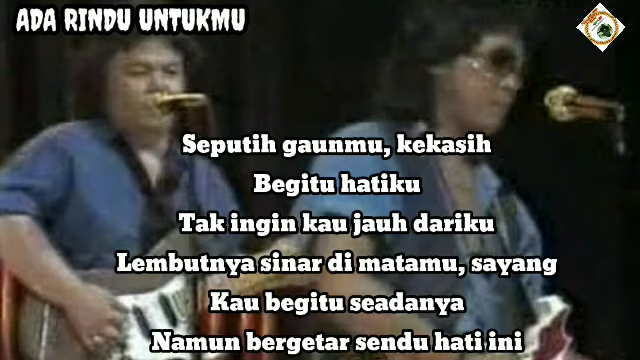 ADA RINDU UNTUKMU
Seputih gaunmu, kekasih
Begitu hatiku
Tak ingin kau jauh dariku
Lembutnya sinar di matamu, sayang
Kau begitu seadanya
Namun bergetar sendu hati ini